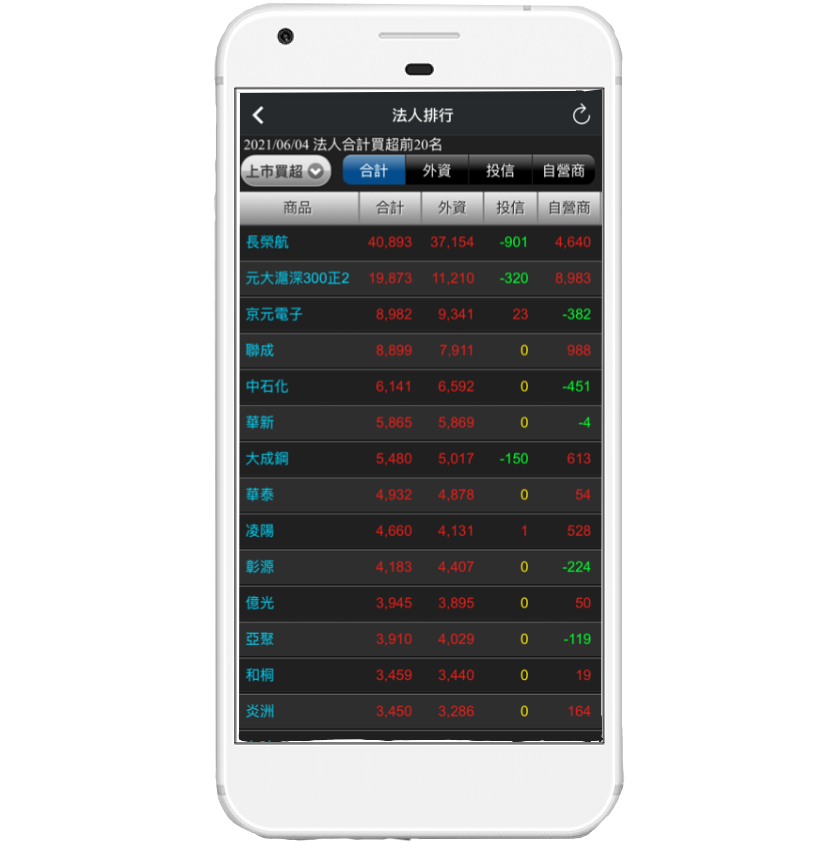 法人排行
2021/06/04 法人合計買超前20名
上市買超 合計 外資 投信 自營商
商品 合計 外資 投信 自營商
長榮航 40,893 37,154 -901 4,640
元大滬深300正2 19,873 11,210 -320 8,983
京元電子 8,982 9,341 23 -382
聯成 8,899 7,911 0 988
中石化 6,141 6,592 0 -451
華新 5,865 5,869 0 -4
大成鋼 5,480 5,017 -150 613
華泰 4,932 4,878 0 54
凌陽 4,660 4,131 1 528
彰源 4,183 4,407 0 -224
億光 3,945 3,895 0 50
亞聚 3,910 4,029 0 -119
和桐 3,459 3,440 0 19
炎洲 3,450 3,286 0 164